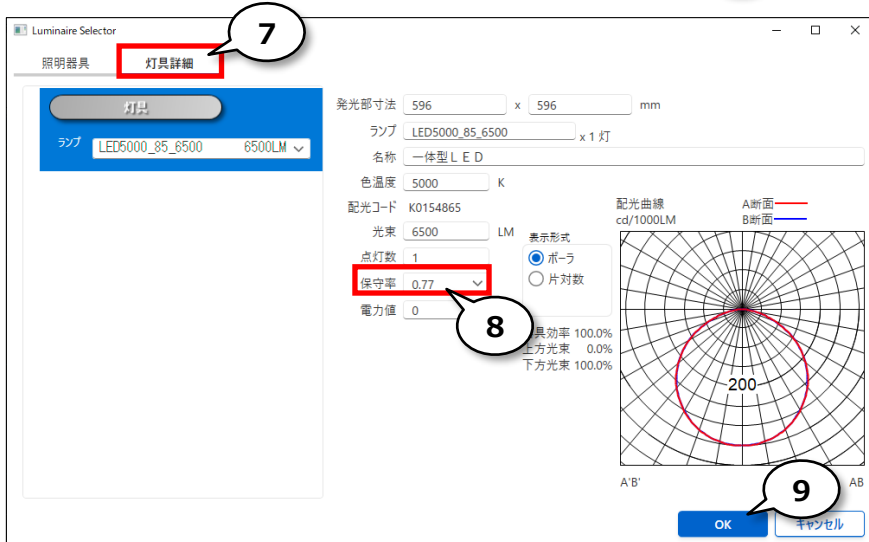 Luminaire Selector
7
照明器具 灯具詳細
灯具
ランプ LED5000_85_6500 6500LM
発光部寸法 596 x 596 mm
ランプ LED5000_85_6500 x 1 灯
名称 一体型ＬＥＤ
色温度 5000 K
配光コード K0154865
光束 6500 LM
点灯数 1
保守率 0.77
電力値 0
8
表示形式
ポーラ
片対数
具効率 100.0%
上方光束 0.0%
下方光束 100.0%
配光曲線 A断面
cd/1000LM B断面
200
A'B' AB
9
OK キャンセル